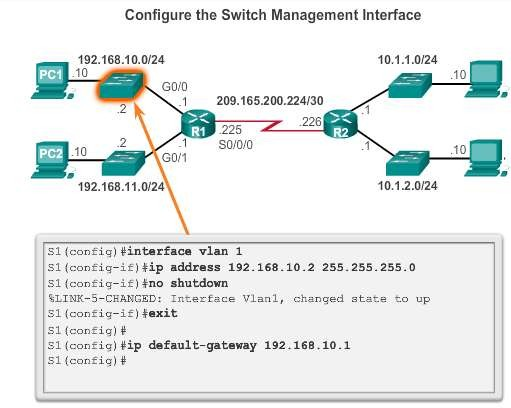 Configure the Switch Management Interface
192.168.10.0/24
10.1.1.0/24
PC1
.10
G0/0
.10
209.165.200.224/30
.2
.1
.1
R1
.225
.226
R2
S0/0/0
.2
.1
.1
PC2
.10
G0/1
.10
192.168.11.0/24
10.1.2.0/24
S1(config)#interface vlan 1
S1(config-if)#ip address 192.168.10.2 255.255.255.0
S1(config-if)#no shutdown
%LINK-5-CHANGED: Interface Vlan1, changed state to up
S1(config-if)#exit
S1(config)#
S1(config)#ip default-gateway 192.168.10.1
S1(config)#